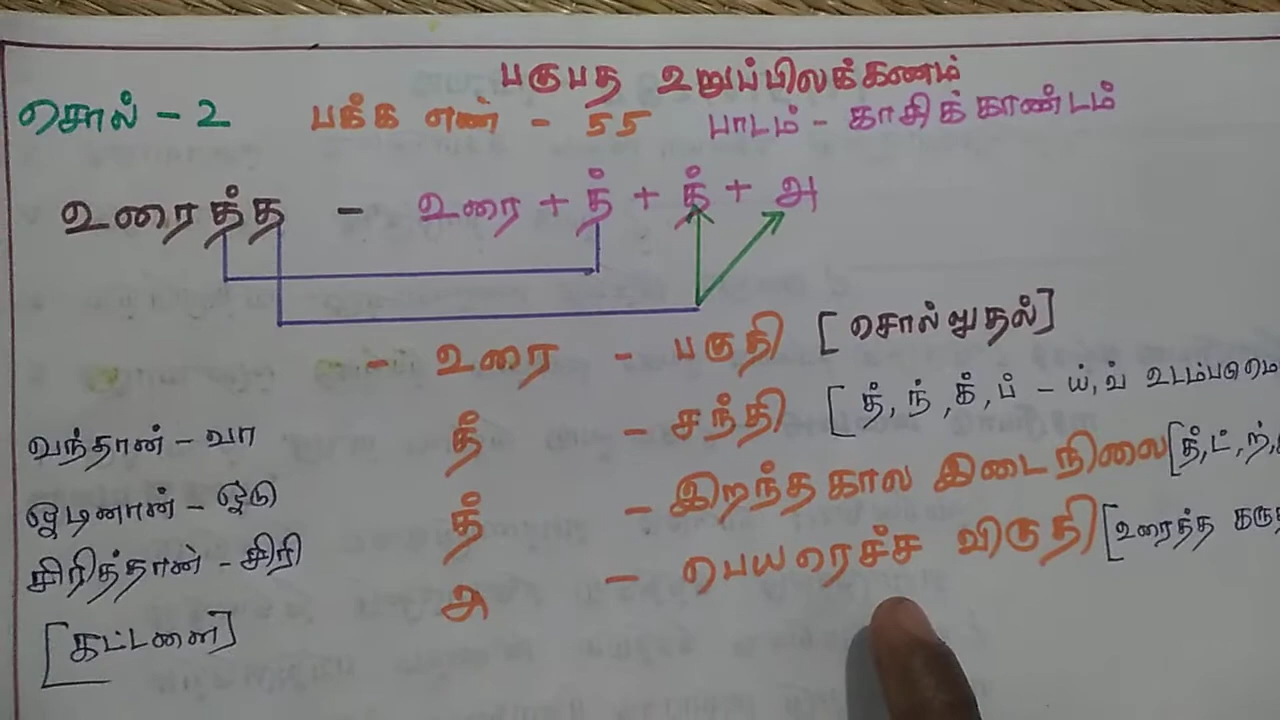 பகுபத உறுப்பிலக்கணம்
சொல் - 2 பக்க எண் - 55 பாடம் - காசிக்காண்டம்
உரைத்த - உரை + த் + த் + அ
- உரை - பகுதி [சொல்லுதல்]
வந்தான் - வா த் - சந்தி [த், ந், க், ப் - ய், வ் உடம்படுமெ
ஓடினான் - ஓடு த் - இறந்தகால இடைநிலை [த், ட், ற்,
சிரித்தான் - சிரி அ - பெயரெச்ச விகுதி [உரைத்த கரு
[கட்டளை]